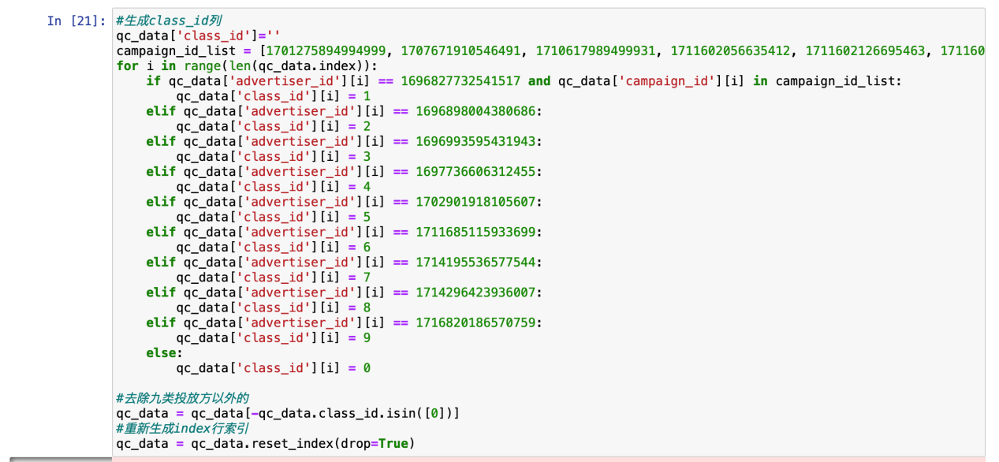 In [21]: #生成class_id列
qc_data['class_id']=''
campaign_id_list = [1701275894994999, 1707671910546491, 1710617989499931, 1711602056635412, 1711602126695463, 171160
for i in range(len(qc_data.index)):
    if qc_data['advertiser_id'][i] == 1696827732541517 and qc_data['campaign_id'][i] in campaign_id_list:
        qc_data['class_id'][i] = 1
    elif qc_data['advertiser_id'][i] == 1696898004380686:
        qc_data['class_id'][i] = 2
    elif qc_data['advertiser_id'][i] == 1696993595431943:
        qc_data['class_id'][i] = 3
    elif qc_data['advertiser_id'][i] == 1697736606312455:
        qc_data['class_id'][i] = 4
    elif qc_data['advertiser_id'][i] == 1702901918105607:
        qc_data['class_id'][i] = 5
    elif qc_data['advertiser_id'][i] == 1711685115933699:
        qc_data['class_id'][i] = 6
    elif qc_data['advertiser_id'][i] == 1714195536577544:
        qc_data['class_id'][i] = 7
    elif qc_data['advertiser_id'][i] == 1714296423936007:
        qc_data['class_id'][i] = 8
    elif qc_data['advertiser_id'][i] == 1716820186570759:
        qc_data['class_id'][i] = 9
    else:
        qc_data['class_id'][i] = 0
#去除九类投放方以外的
qc_data = qc_data[-qc_data.class_id.isin([0])]
#重新生成index行索引
qc_data = qc_data.reset_index(drop=True)